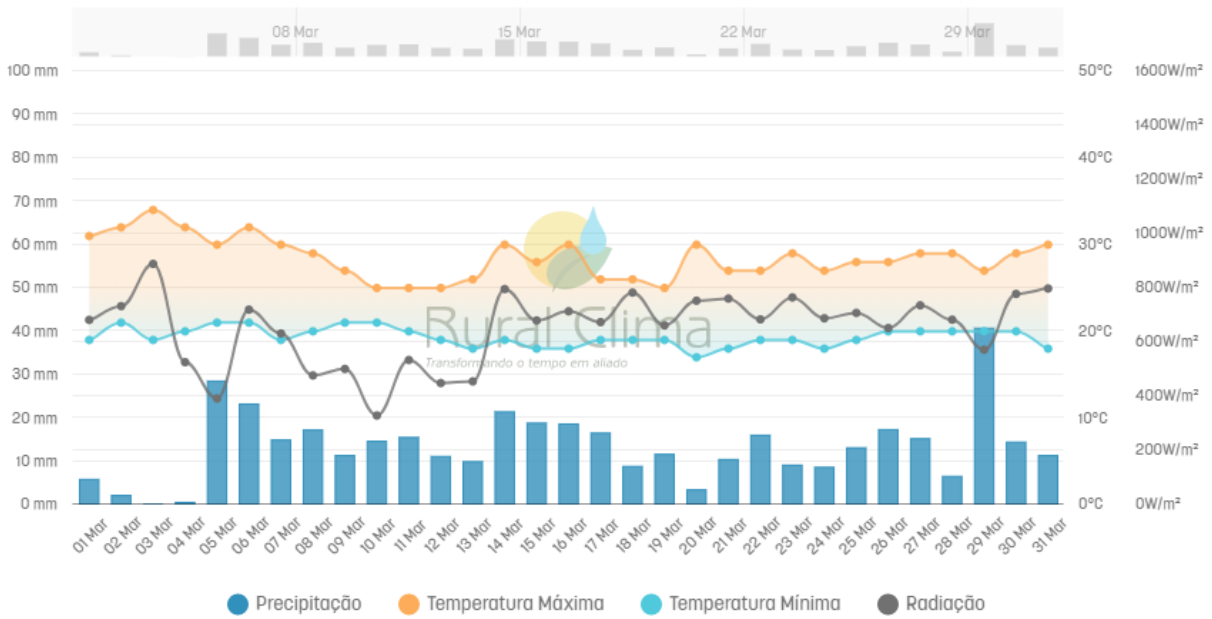 08 Mar 15 Mar 22 Mar 29 Mar
100 mm 50°C 1600W/m²
90 mm 1400W/m²
80 mm 40°C 1200W/m²
70 mm
60 mm 30°C 1000W/m²
50 mm 800W/m²
40 mm 20°C 600W/m²
30 mm 400W/m²
20 mm 10°C
10 mm 200W/m²
0 mm 0°C 0W/m²
Rural Clima
Transformando o tempo em aliado
01 Mar 02 Mar 03 Mar 04 Mar 05 Mar 06 Mar 07 Mar 08 Mar 09 Mar 10 Mar 11 Mar 12 Mar 13 Mar 14 Mar 15 Mar 16 Mar 17 Mar 18 Mar 19 Mar 20 Mar 21 Mar 22 Mar 23 Mar 24 Mar 25 Mar 26 Mar 27 Mar 28 Mar 29 Mar 30 Mar 31 Mar
Precipitação Temperatura Máxima Temperatura Mínima Radiação